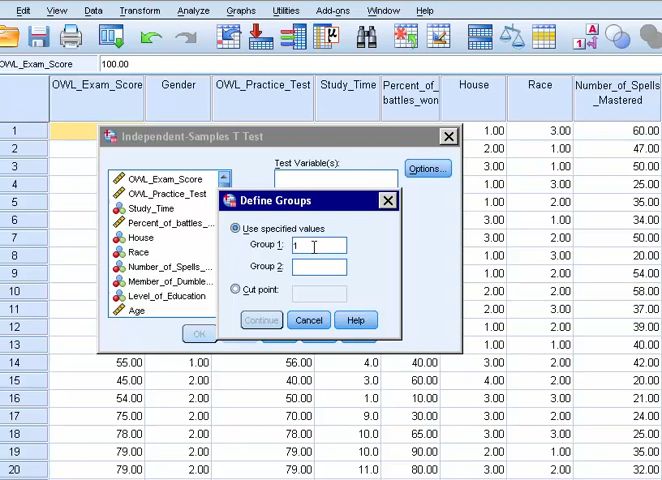 Edit View Data Transform Analyze Graphs Utilities Add-ons Window Help
OWL_Exam_Score 100.00
OWL_Exam_Score Gender OWL_Practice_Test Study_Time Percent_of_battles_won House Race Number_of_Spells_Mastered
1 1.00 3.00 60.00
2 2.00 1.00 47.00
3 3.00 2.00 50.00
4 3.00 1.00 25.00
5 1.00 2.00 35.00
6 3.00 1.00 34.00
7 3.00 2.00 50.00
8 1.00 3.00 20.00
9 1.00 2.00 54.00
10 1.00 2.00 58.00
11 1.00 2.00 37.00
12 1.00 2.00 39.00
13 1.00 1.00 40.00
14 55.00 1.00 56.00 4.0 40.00 3.00 2.00 42.00
15 45.00 2.00 40.00 3.0 60.00 4.00 2.00 20.00
16 54.00 2.00 50.00 1.0 10.00 3.00 3.00 21.00
17 75.00 2.00 70.00 9.0 30.00 3.00 2.00 24.00
18 78.00 2.00 78.00 10.0 65.00 3.00 3.00 25.00
19 79.00 2.00 79.00 10.0 90.00 2.00 1.00 35.00
20 79.00 2.00 79.00 11.0 80.00 3.00 2.00 32.00
Independent-Samples T Test
Test Variable(s):
Options...
OWL_Exam_Score
OWL_Practice_Test
Study_Time
Percent_of_battles_...
House
Race
Number_of_Spells_...
Member_of_Dumble...
Level_of_Education
Age
OK
Define Groups
Use specified values
Group 1: 1
Group 2:
Cut point:
Continue Cancel Help